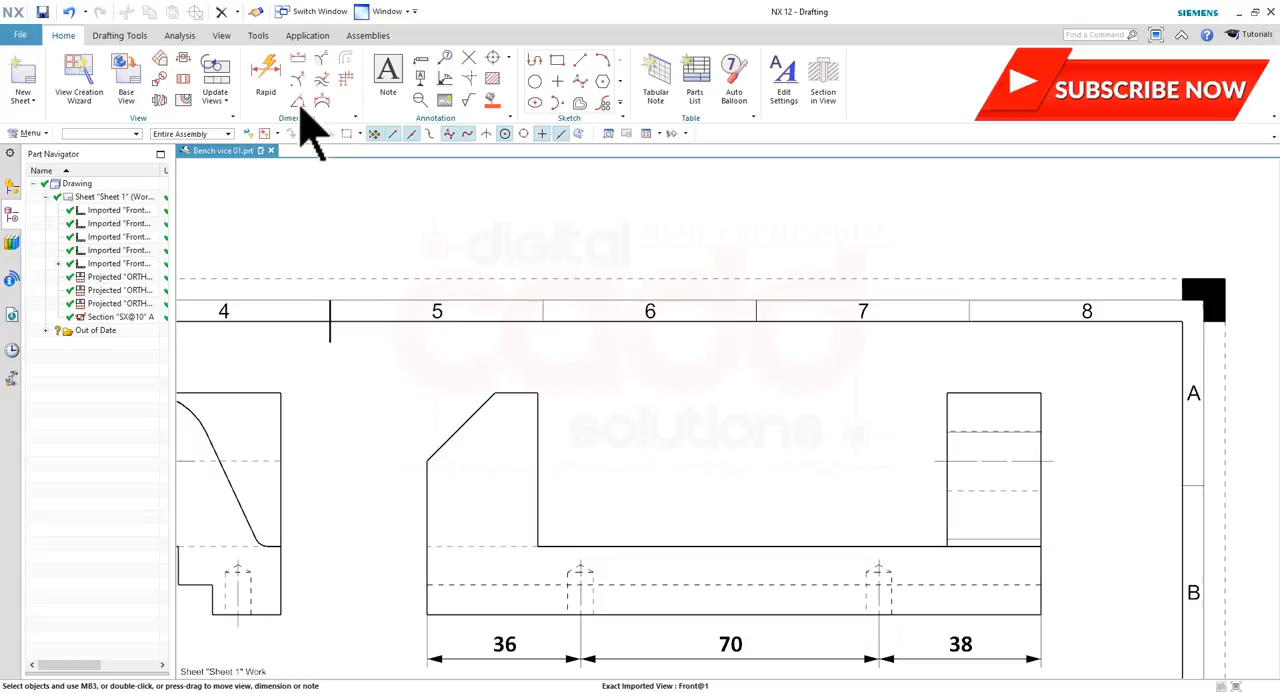 NX
Switch Window
Window
NX 12 - Drafting
SIEMENS
File
Home
Drafting Tools
Analysis
View
Tools
Application
Assemblies
Find a Command
Tutorials
New
Sheet
View Creation
Wizard
Base
View
Update
Views
Rapid
Note
Tabular
Note
Parts
List
Auto
Balloon
Edit
Settings
Section
in View
View
Dimen
Annotation
Sketch
Table
SUBSCRIBE NOW
Menu
Entire Assembly
Part Navigator
Bench vice 01.prt
Name
Drawing
Sheet "Sheet 1" (Wor...
Imported "Front...
Imported "Front...
Imported "Front...
Imported "Front...
Imported "Front...
Projected "ORTH...
Projected "ORTH...
Projected "ORTH...
Section "SX@10" A
Out of Date
digital
cadd
solutions
4
5
6
7
8
A
B
36
70
38
Sheet "Sheet 1" Work
Select objects and use MB3, or double-click, or press-drag to move view, dimension or note
Exact Imported View : Front@1